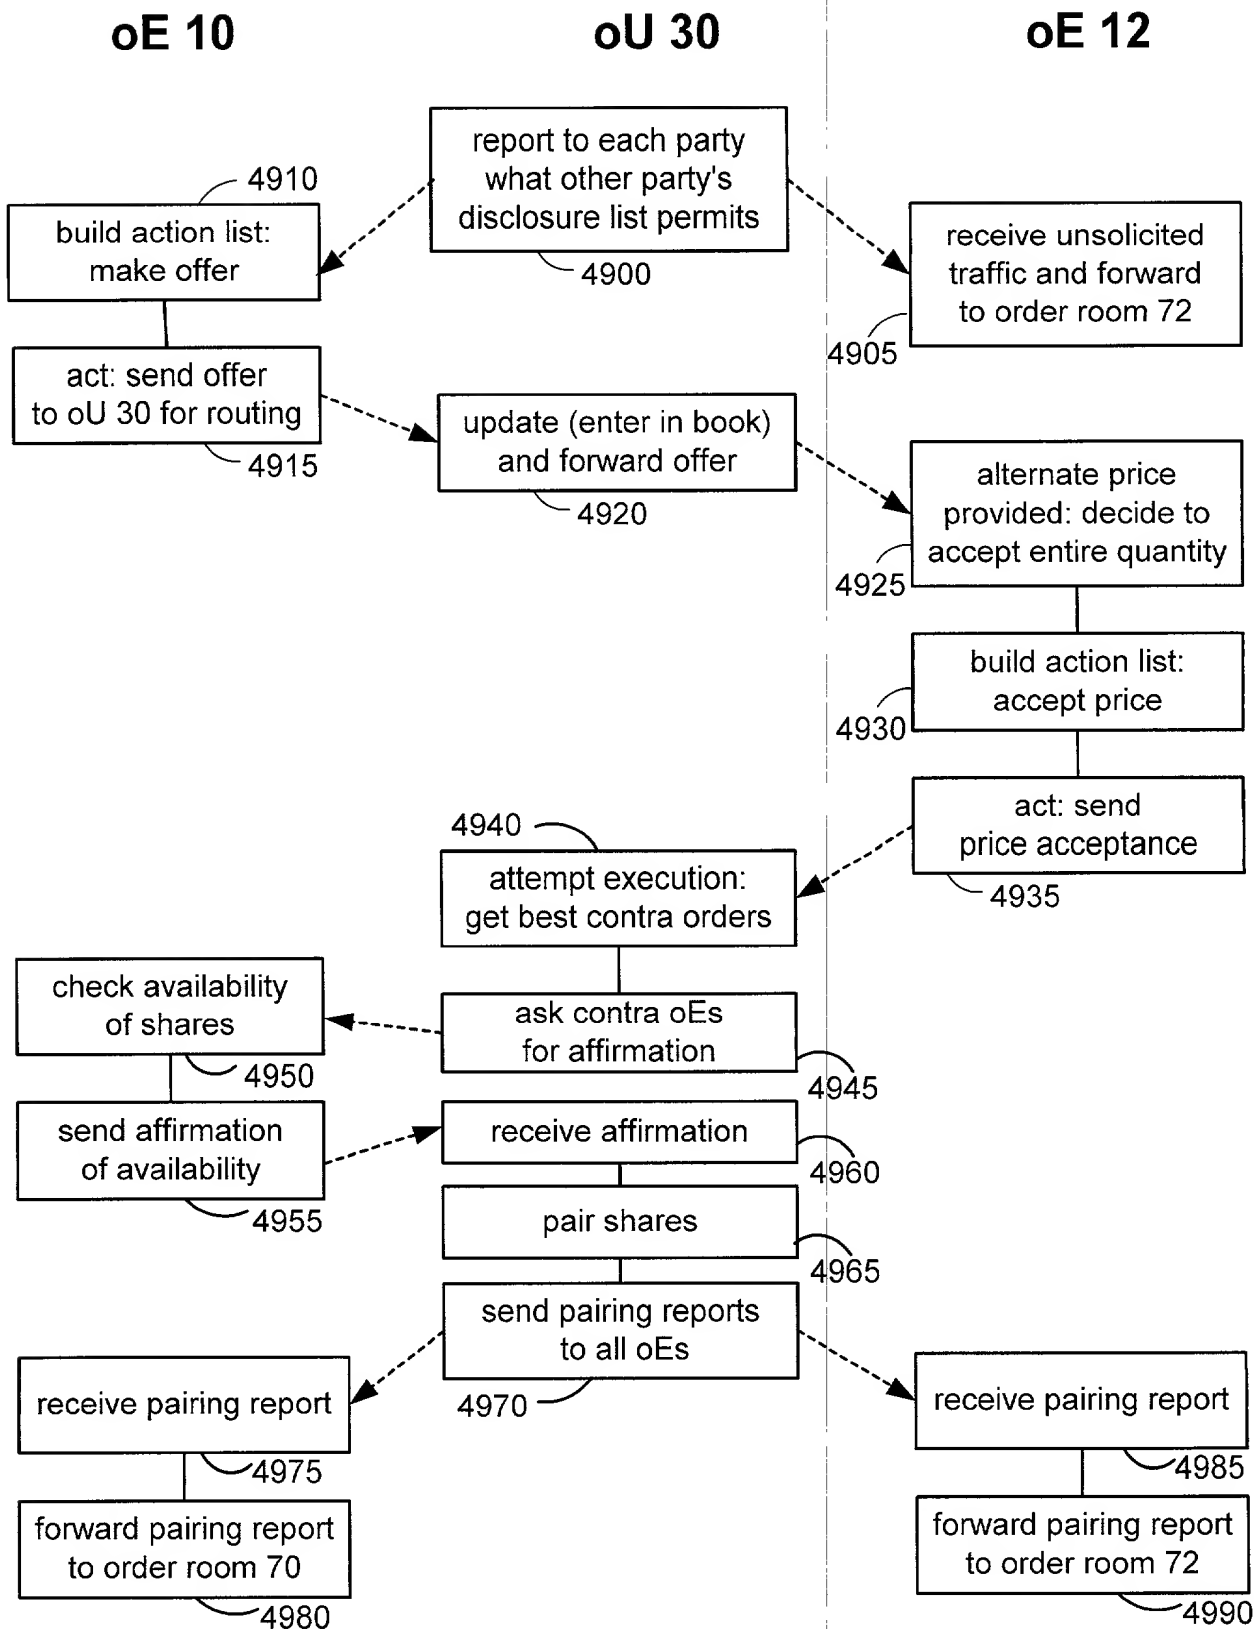 oE 10
oU 30
oE 12
report to each party
what other party's
disclosure list permits
4900
4910
build action list:
make offer
receive unsolicited
traffic and forward
to order room 72
4905
act: send offer
to oU 30 for routing
4915
update (enter in book)
and forward offer
4920
alternate price
provided: decide to
accept entire quantity
4925
build action list:
accept price
4930
act: send
price acceptance
4935
4940
attempt execution:
get best contra orders
ask contra oEs
for affirmation
4945
check availability
of shares
4950
send affirmation
of availability
4955
receive affirmation
4960
pair shares
4965
send pairing reports
to all oEs
4970
receive pairing report
4975
forward pairing report
to order room 70
4980
receive pairing report
4985
forward pairing report
to order room 72
4990